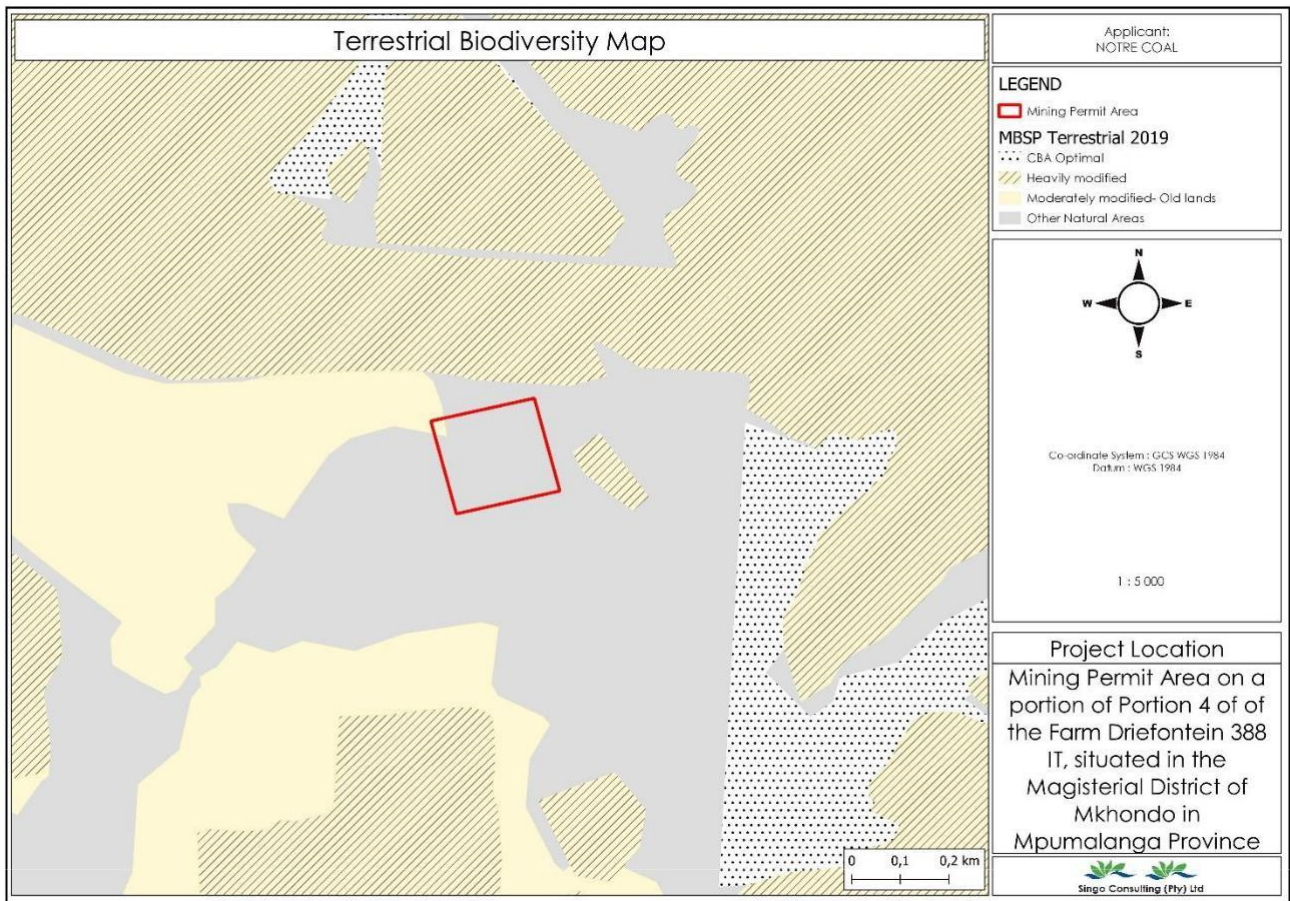 Terrestrial Biodiversity Map
Applicant:
NOTRE COAL
LEGEND
Mining Permit Area
MBSP Terrestrial 2019
CBA Optimal
Heavily modified
Moderately modified- Old lands
Other Natural Areas
N
W E
S
Co-ordinate System : GCS WGS 1984
Datum : WGS 1984
1 : 5 000
Project Location
Mining Permit Area on a
portion of Portion 4 of of
the Farm Driefontein 388
IT, situated in the
Magisterial District of
Mkhondo in
Mpumalanga Province
0 0,1 0,2 km
Singo Consulting (Pty) Ltd